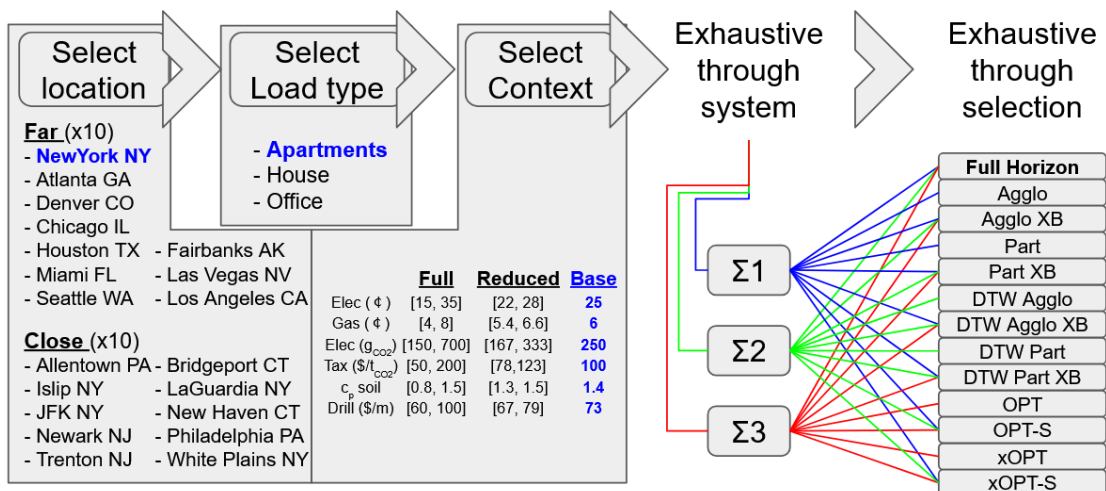 Select
location
Select
Load type
Select
Context
Exhaustive
through
system
Exhaustive
through
selection
Far (x10)
- NewYork NY
- Atlanta GA
- Denver CO
- Chicago IL
- Houston TX - Fairbanks AK
- Miami FL - Las Vegas NV
- Seattle WA - Los Angeles CA
Close (x10)
- Allentown PA - Bridgeport CT
- Islip NY - LaGuardia NY
- JFK NY - New Haven CT
- Newark NJ - Philadelphia PA
- Trenton NJ - White Plains NY
- Apartments
- House
- Office
Full Reduced Base
Elec (¢) [15, 35] [22, 28] 25
Gas (¢) [4, 8] [5.4, 6.6] 6
Elec (gCO2) [150, 700] [167, 333] 250
Tax ($/tCO2) [50, 200] [78,123] 100
cp soil [0.8, 1.5] [1.3, 1.5] 1.4
Drill ($/m) [60, 100] [67, 79] 73
Σ1
Σ2
Σ3
Full Horizon
Agglo
Agglo XB
Part
Part XB
DTW Agglo
DTW Agglo XB
DTW Part
DTW Part XB
OPT
OPT-S
xOPT
xOPT-S